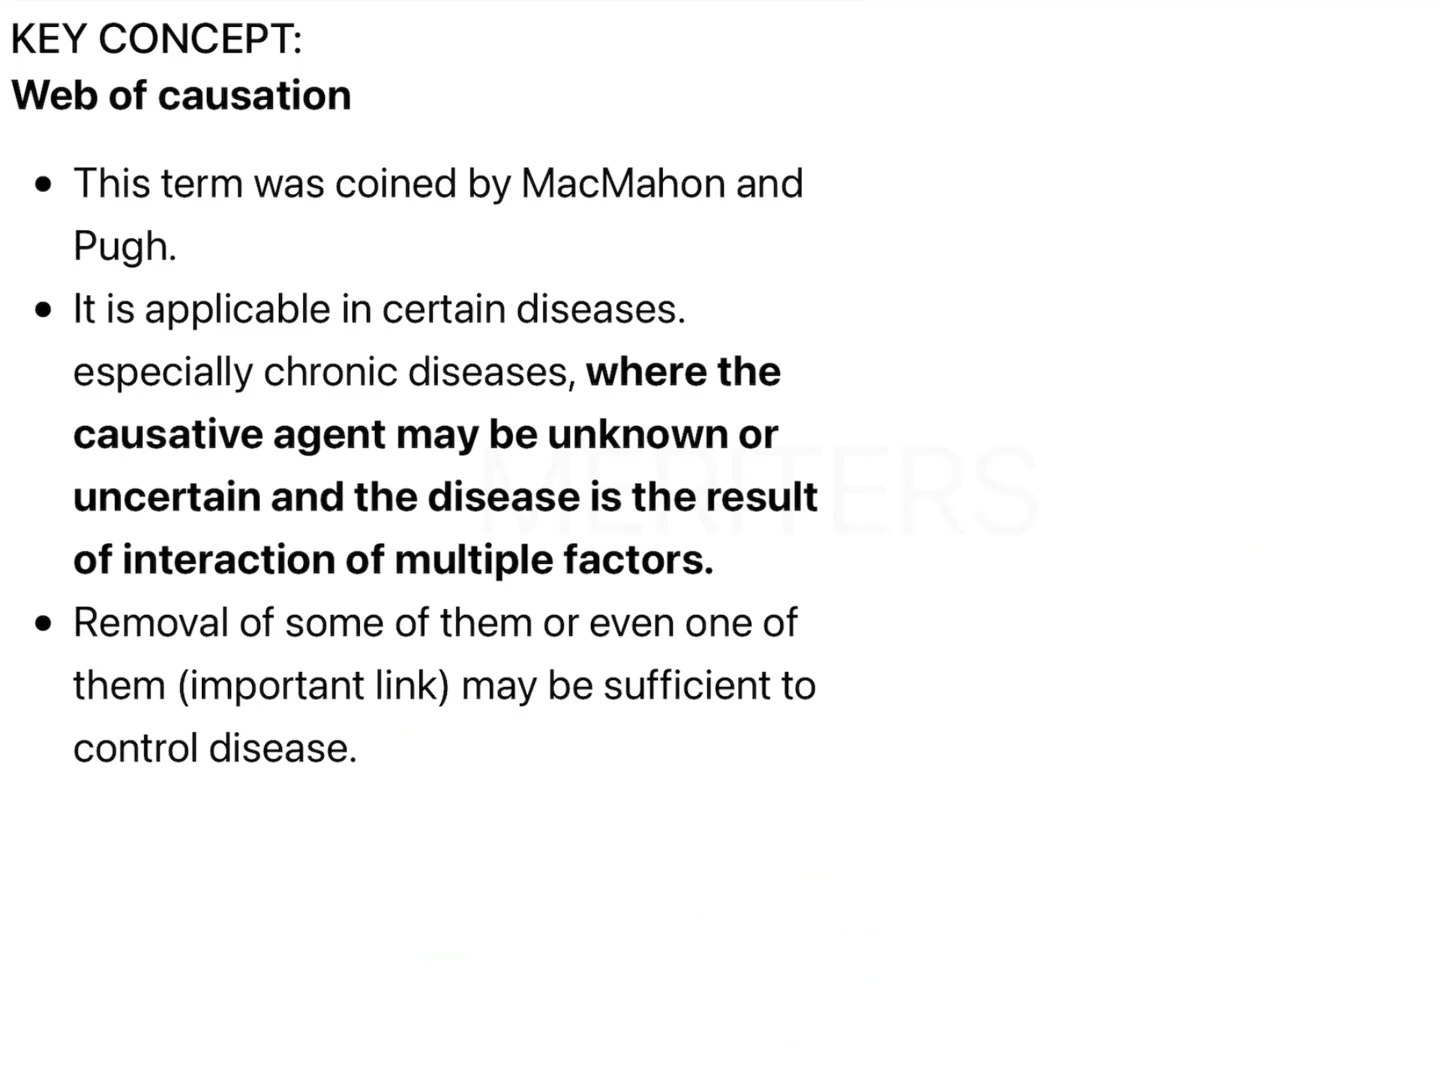 KEY CONCEPT:
Web of causation
• This term was coined by MacMahon and
Pugh.
• It is applicable in certain diseases.
especially chronic diseases, where the
causative agent may be unknown or
uncertain and the disease is the result
of interaction of multiple factors.
• Removal of some of them or even one of
them (important link) may be sufficient to
control disease.
MERITERS